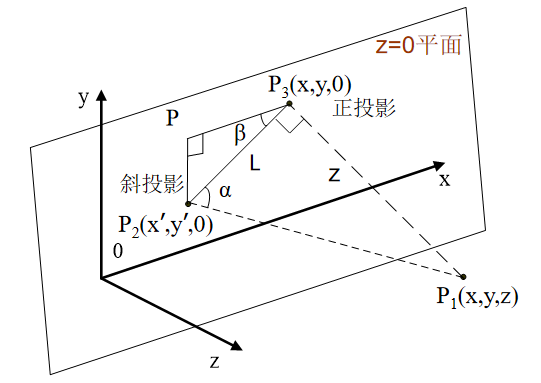 z=0平面
y
P₃(x,y,0)
P
正投影
β
L
z
x
斜投影
α
P₂(x′,y′,0)
0
P₁(x,y,z)
z